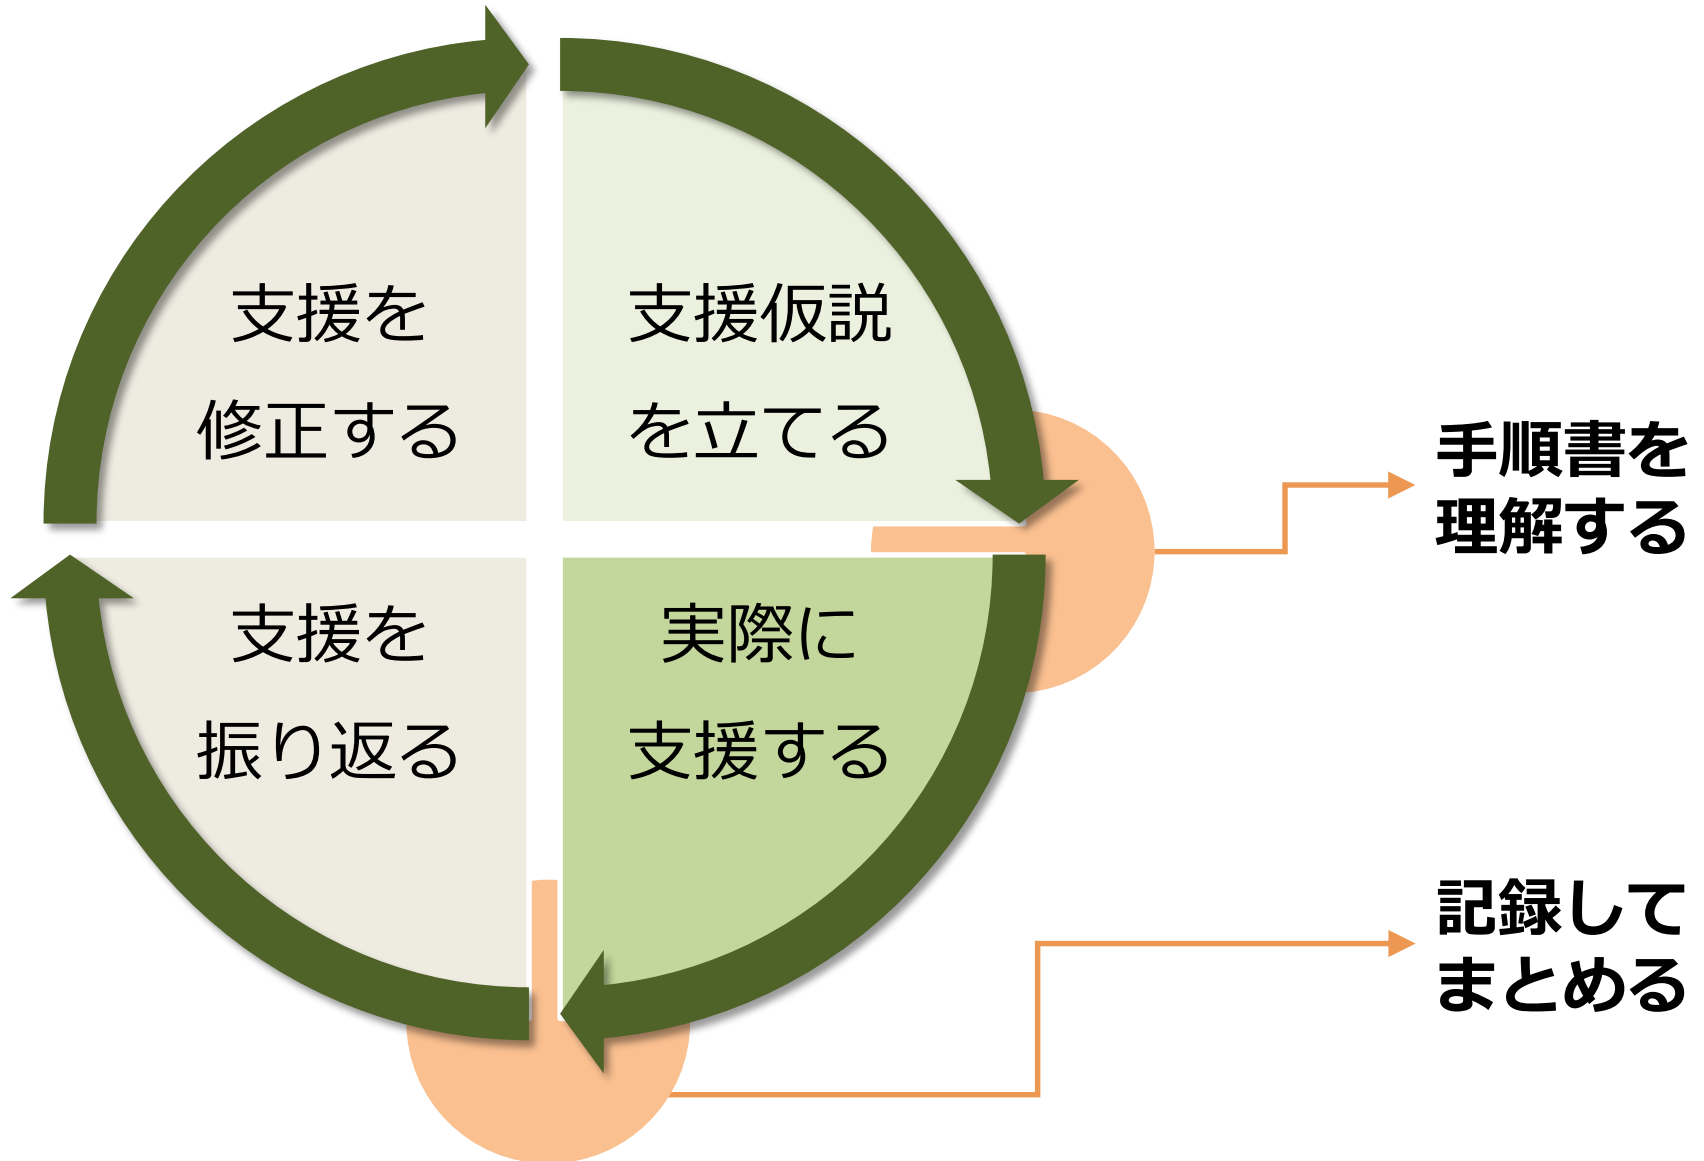 支援を
修正する
支援仮説
を立てる
支援を
振り返る
実際に
支援する
手順書を
理解する
記録して
まとめる